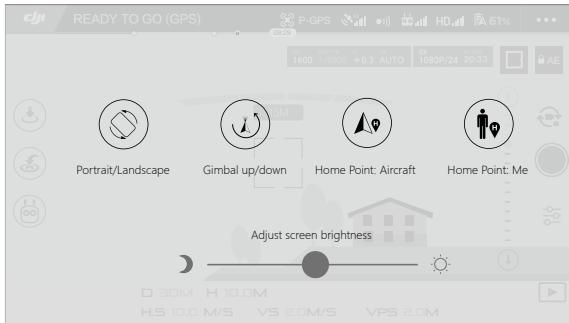 dji READY TO GO (GPS) P-GPS HD 61%
09:29
1600 +0.3 AUTO 1080P/24 20:33 AE
Portrait/Landscape Gimbal up/down Home Point: Aircraft Home Point: Me
Adjust screen brightness
D 30M H 10.0M
H.S 10.0 M/S VS 2.0M/S VPS 2.0M